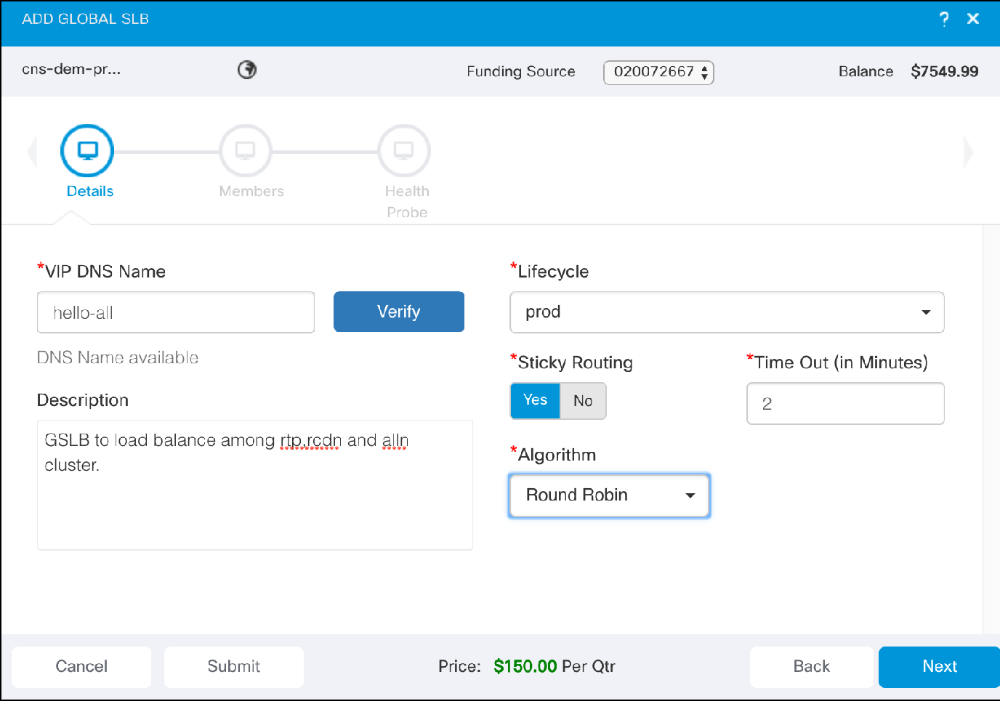 ADD GLOBAL SLB
?
cns-dem-pr...
Funding Source
020072667
Balance $7549.99
Details
Members
Health
Probe
*VIP DNS Name
hello-all
Verify
DNS Name available
Description
GSLB to load balance among rtp.rcdn and alln
cluster.
*Lifecycle
prod
*Sticky Routing
Yes
No
*Time Out (in Minutes)
2
*Algorithm
Round Robin
Cancel
Submit
Price: $150.00 Per Qtr
Back
Next